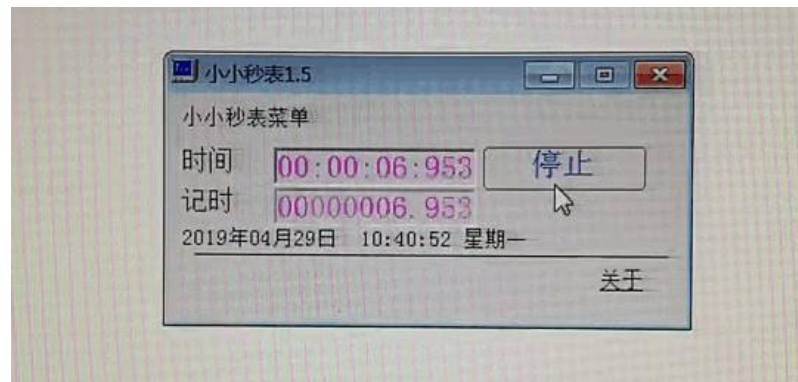 小小秒表1.5
小小秒表菜单
时间 00:00:06:953 停止
记时 00000006.953
2019年04月29日 10:40:52 星期一
关于